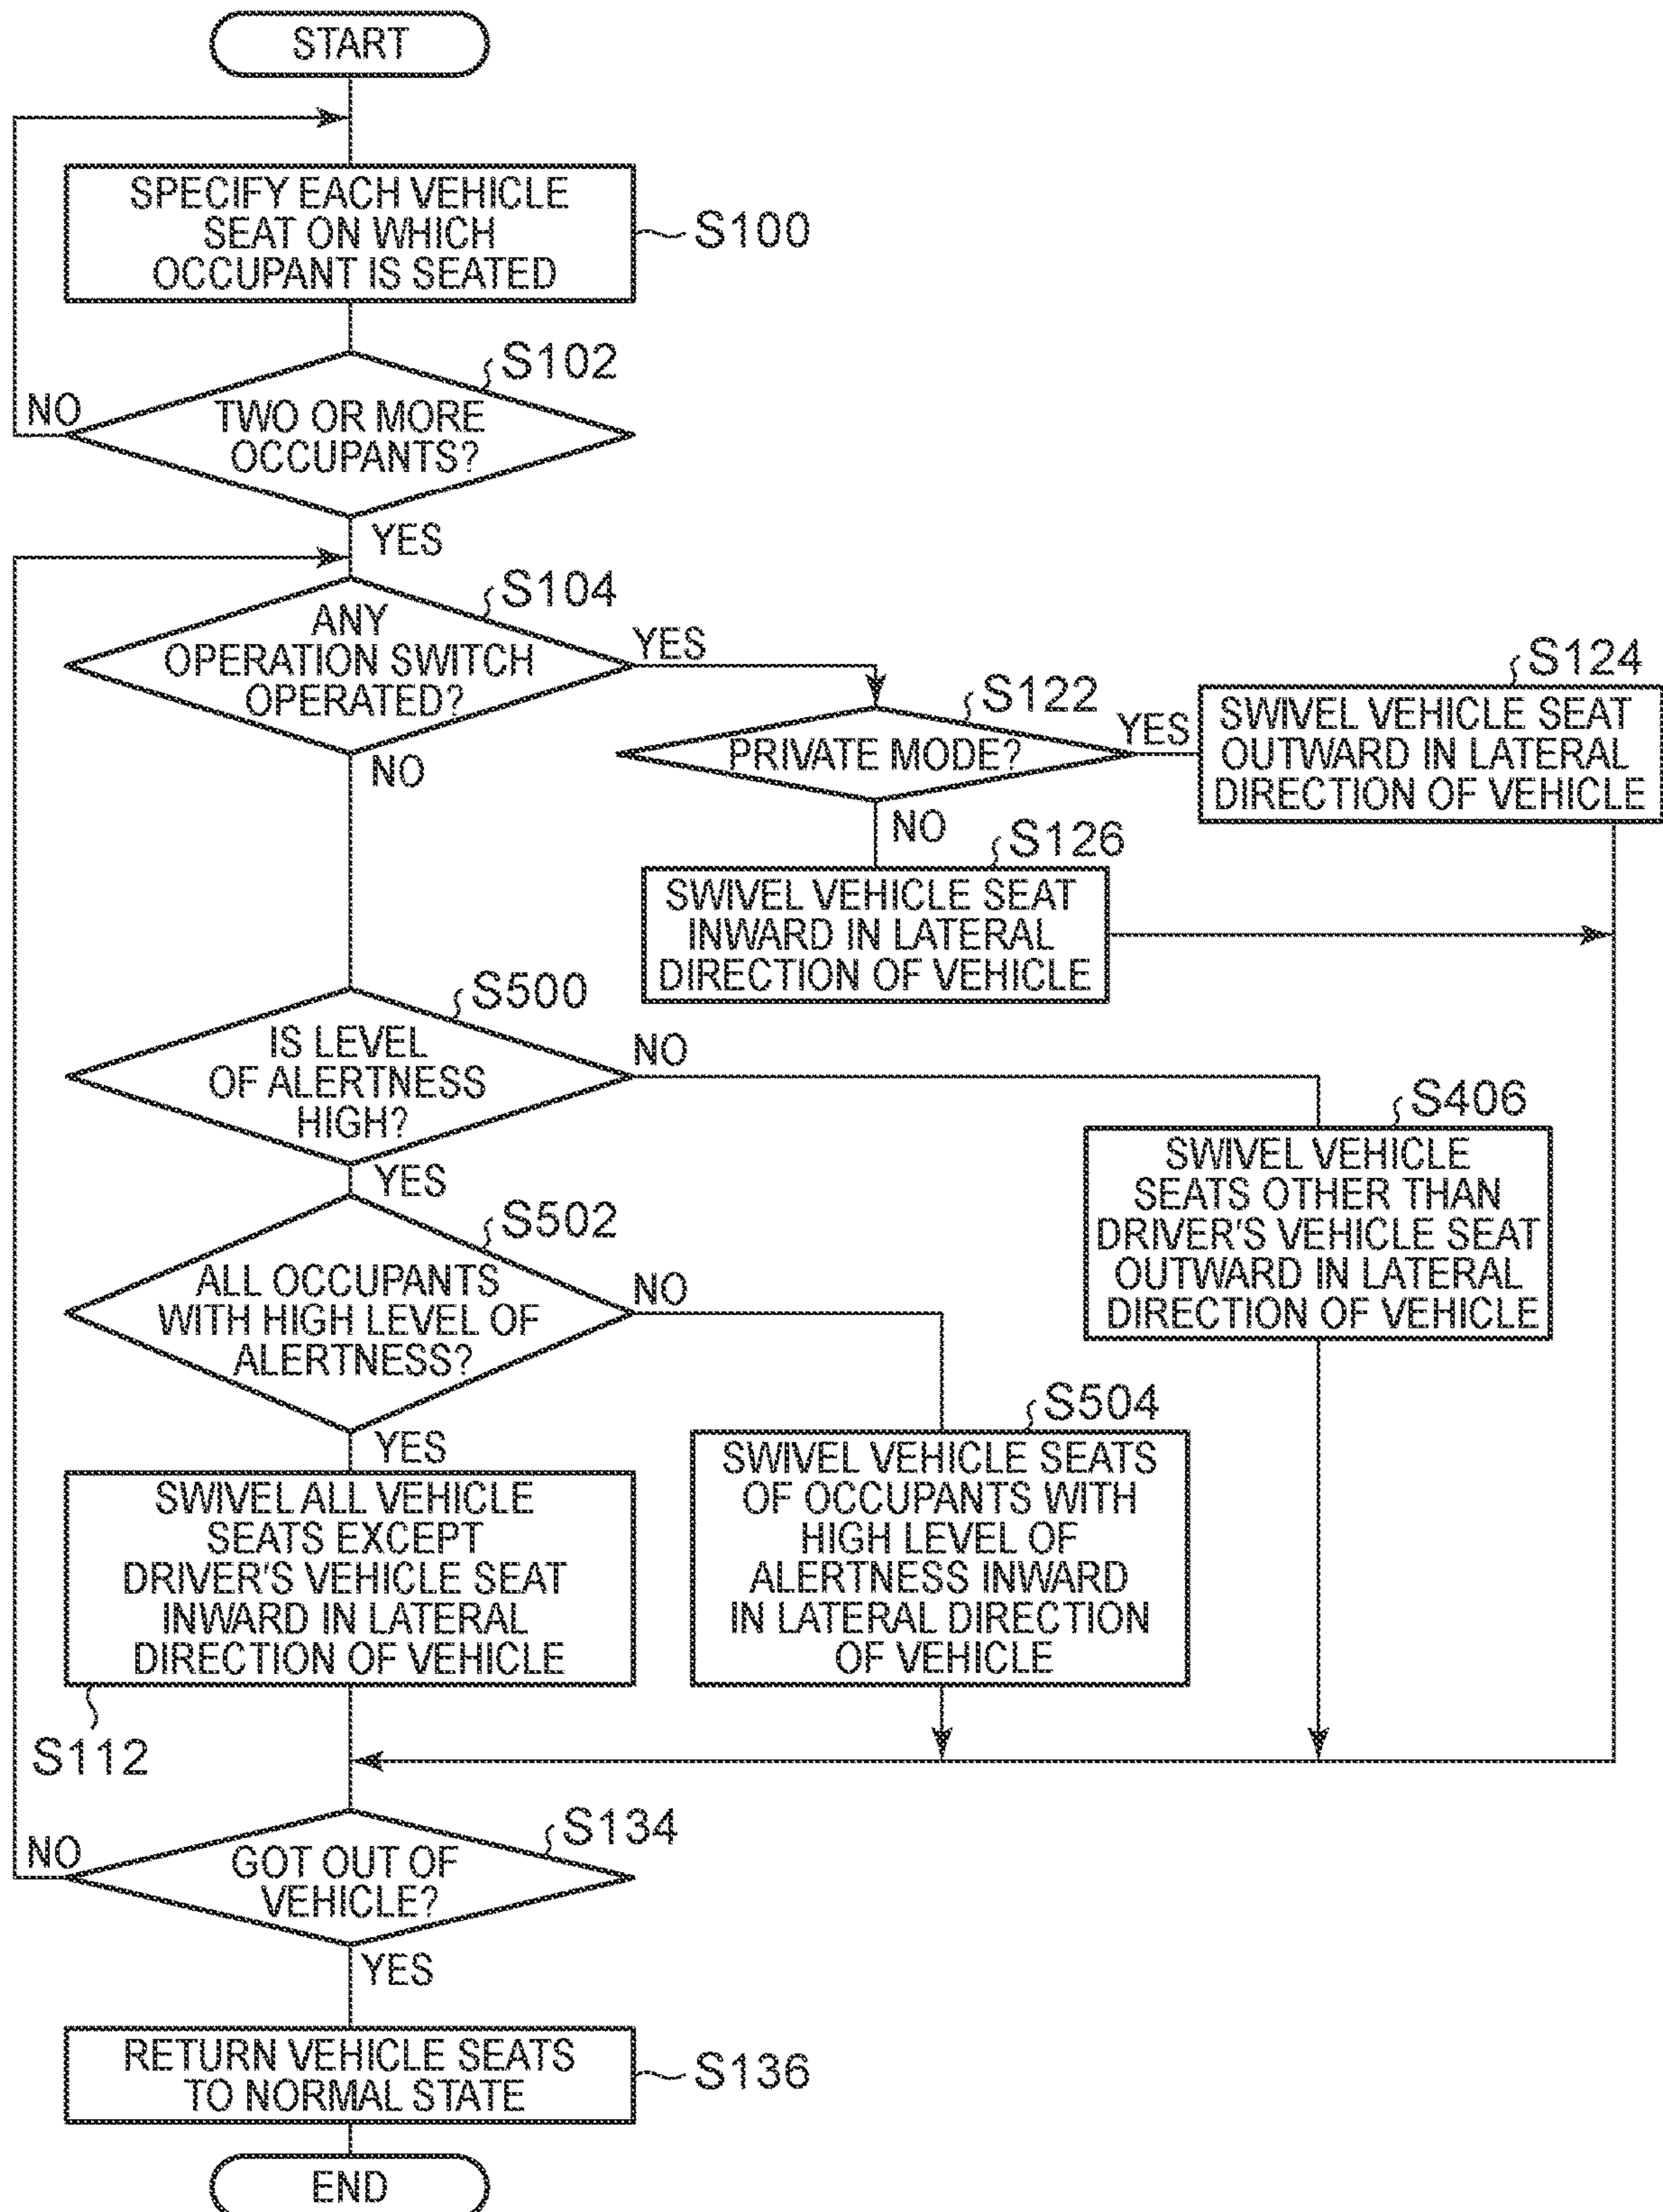 START
SPECIFY EACH VEHICLE
SEAT ON WHICH
OCCUPANT IS SEATED
S100
S102
NO
TWO OR MORE
OCCUPANTS?
YES
S104
ANY
OPERATION SWITCH
OPERATED?
YES
NO
S122
PRIVATE MODE?
YES
NO
S124
SWIVEL VEHICLE SEAT
OUTWARD IN LATERAL
DIRECTION OF VEHICLE
S126
SWIVEL VEHICLE SEAT
INWARD IN LATERAL
DIRECTION OF VEHICLE
S500
IS LEVEL
OF ALERTNESS
HIGH?
NO
YES
S406
SWIVEL VEHICLE
SEATS OTHER THAN
DRIVER'S VEHICLE SEAT
OUTWARD IN LATERAL
DIRECTION OF VEHICLE
S502
ALL OCCUPANTS
WITH HIGH LEVEL OF
ALERTNESS?
NO
YES
S504
SWIVEL VEHICLE SEATS
OF OCCUPANTS WITH
HIGH LEVEL OF
ALERTNESS INWARD
IN LATERAL DIRECTION
OF VEHICLE
SWIVEL ALL VEHICLE
SEATS EXCEPT
DRIVER'S VEHICLE SEAT
INWARD IN LATERAL
DIRECTION OF VEHICLE
S112
S134
NO
GOT OUT OF
VEHICLE?
YES
RETURN VEHICLE SEATS
TO NORMAL STATE
S136
END